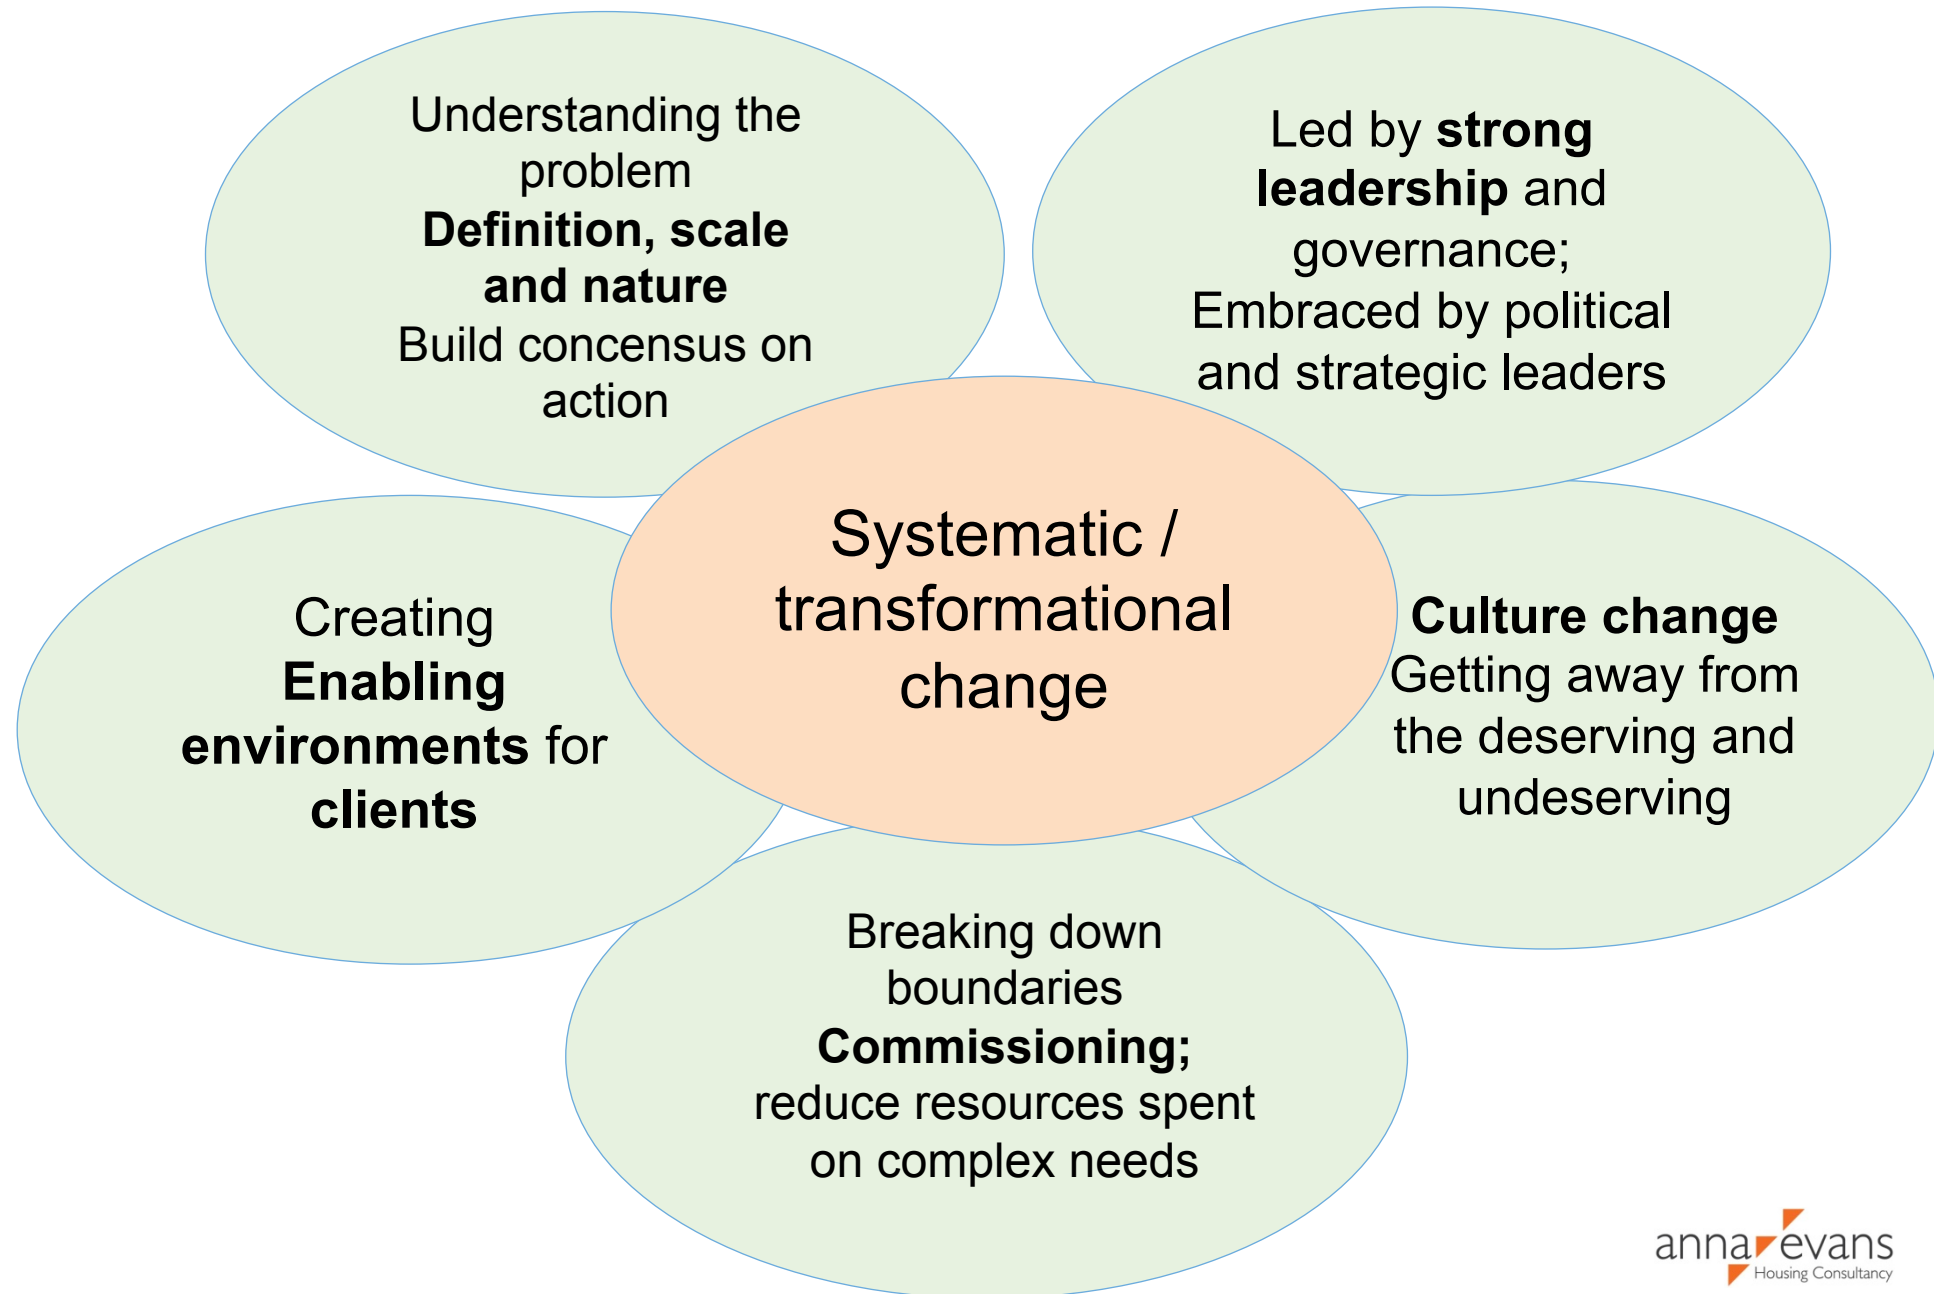 Understanding the
problem
Definition, scale
and nature
Build concensus on
action
Led by strong
leadership and
governance;
Embraced by political
and strategic leaders
Systematic /
transformational
change
Creating
Enabling
environments for
clients
Culture change
Getting away from
the deserving and
undeserving
Breaking down
boundaries
Commissioning;
reduce resources spent
on complex needs
anna evans
Housing Consultancy